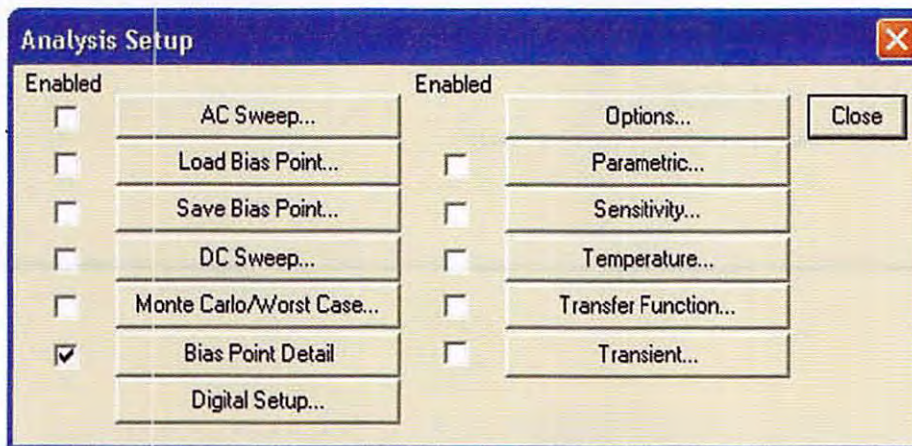 Analysis Setup
Enabled
AC Sweep...
Load Bias Point...
Save Bias Point...
DC Sweep...
Monte Carlo/Worst Case...
Bias Point Detail
Digital Setup...
Enabled
Options...
Parametric...
Sensitivity...
Temperature...
Transfer Function...
Transient...
Close